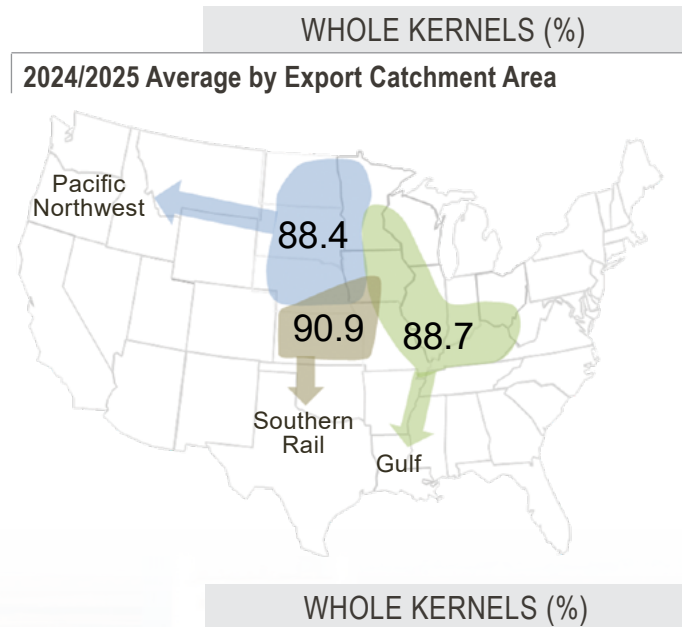 WHOLE KERNELS (%)
2024/2025 Average by Export Catchment Area
Pacific
Northwest
88.4
90.9
88.7
Southern
Rail
Gulf
WHOLE KERNELS (%)